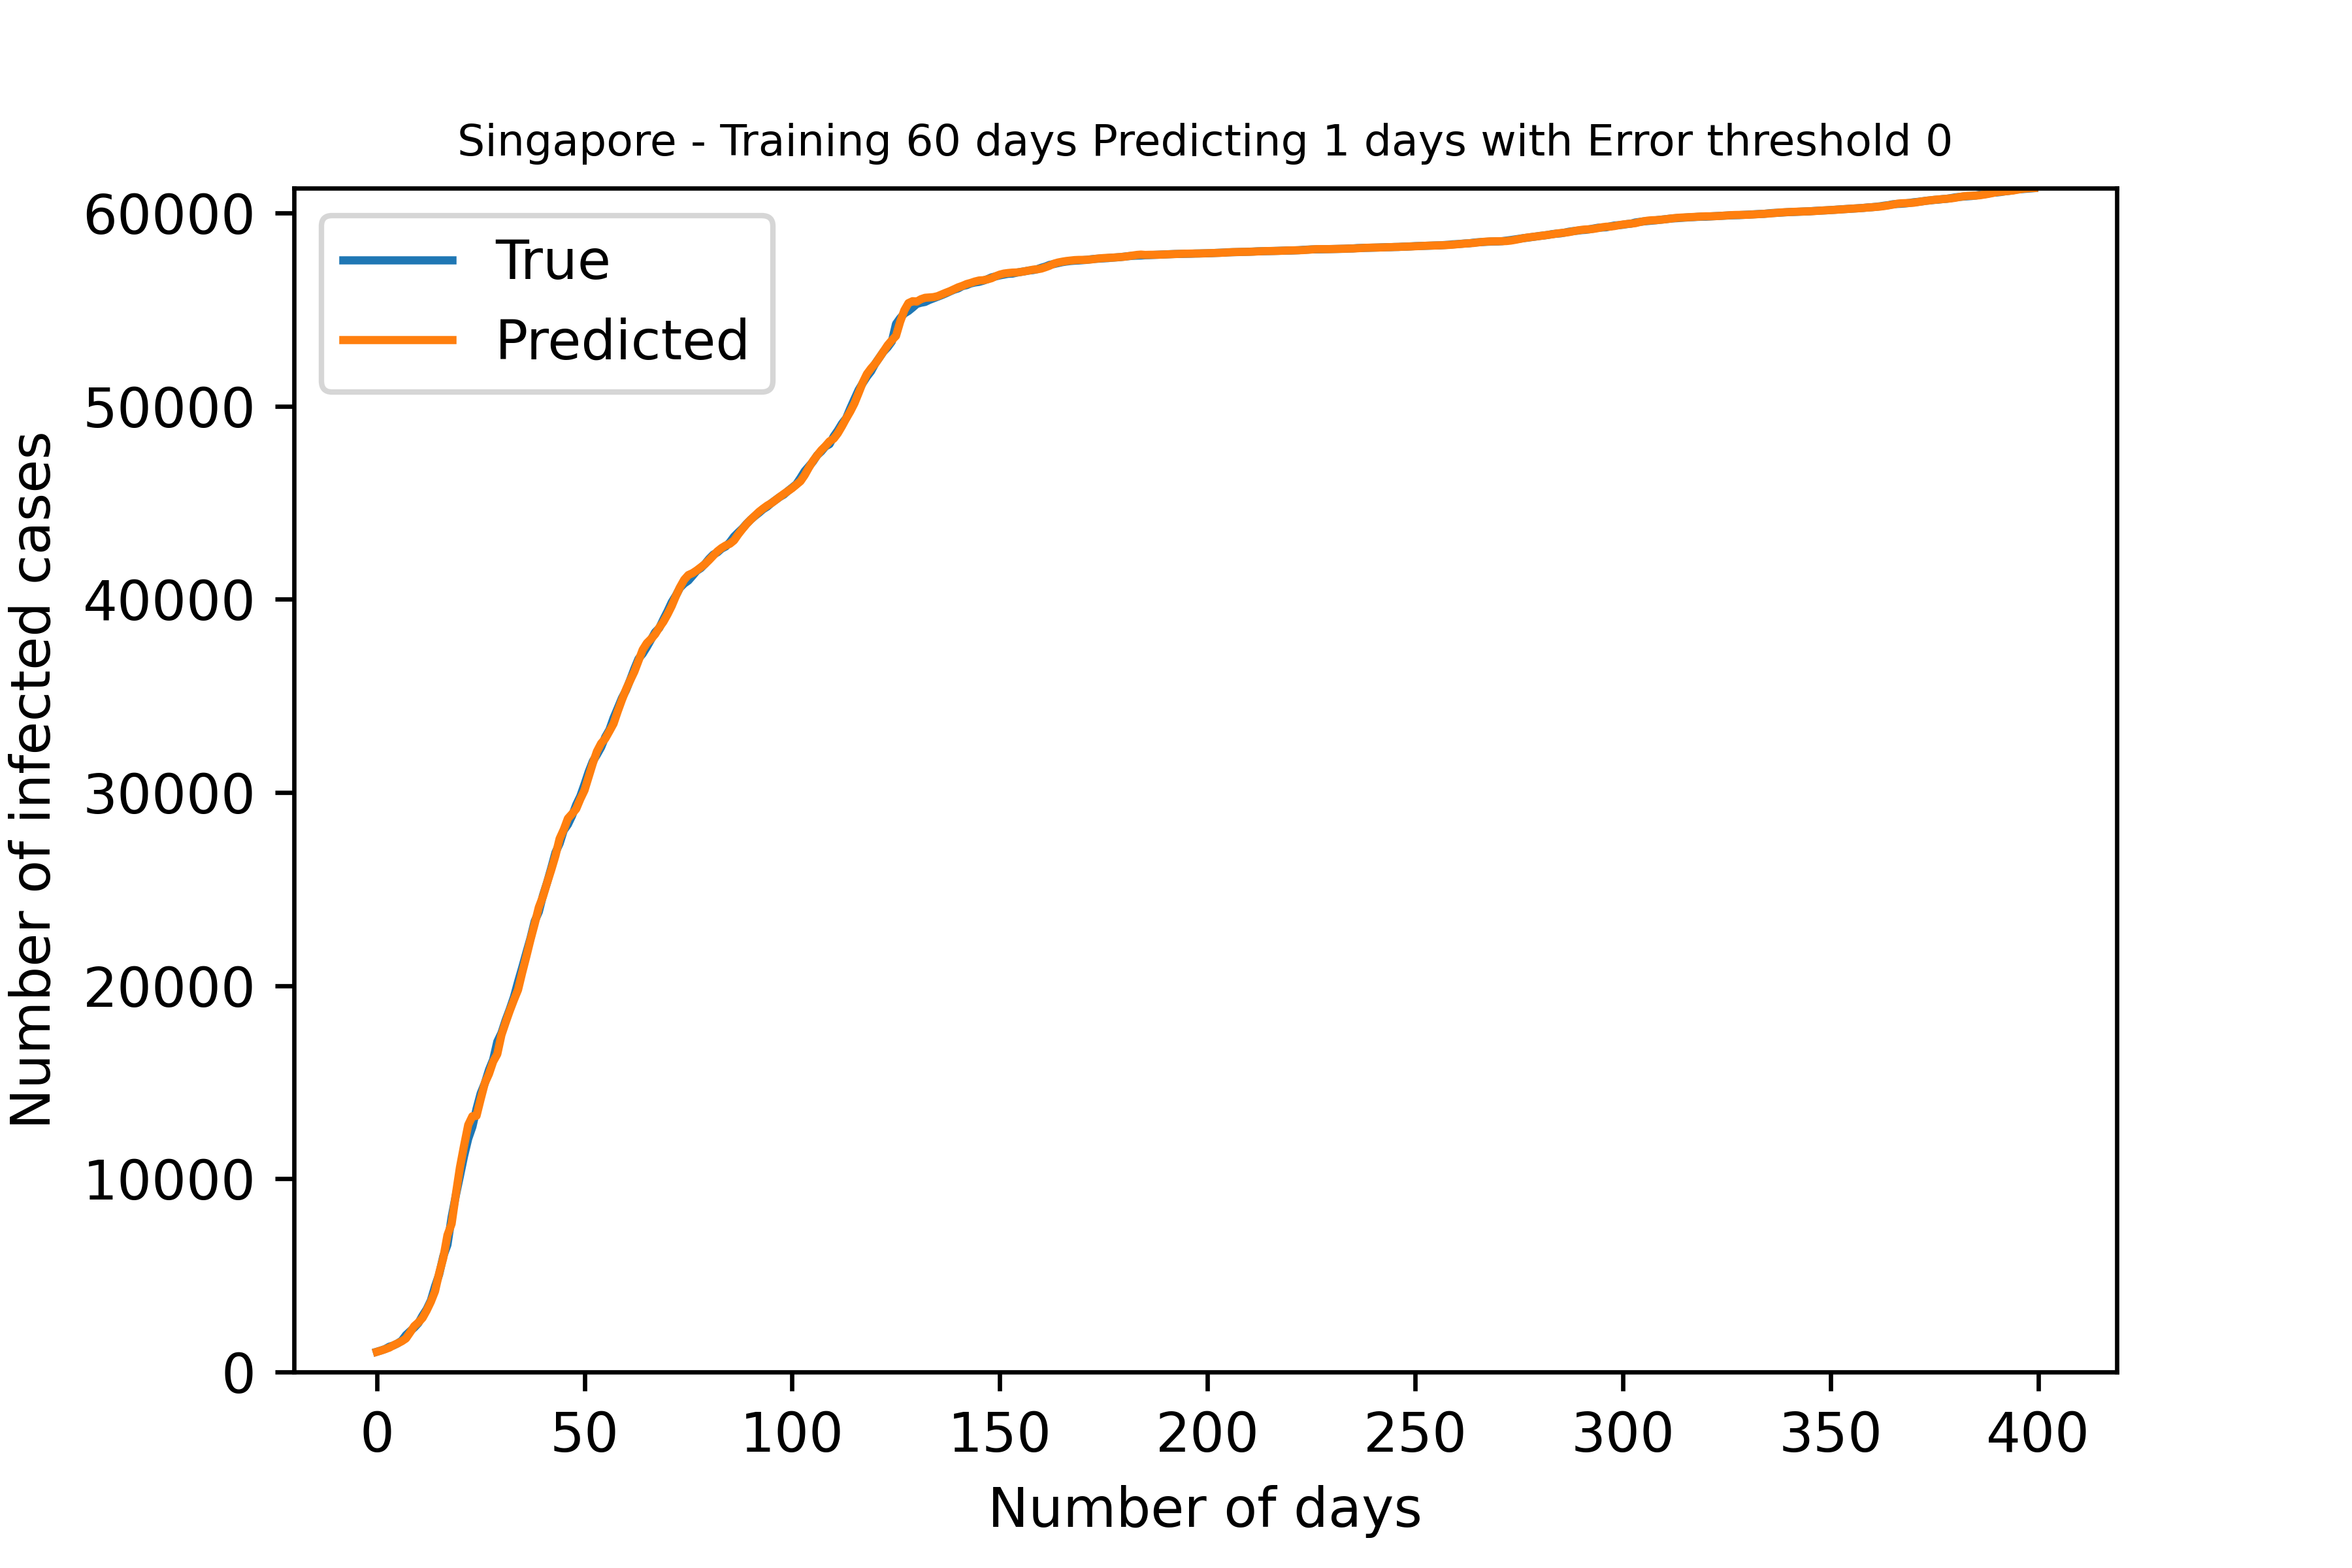 Singapore - Training 60 days Predicting 1 days with Error threshold 0
True
Predicted
Number of infected cases
60000
50000
40000
30000
20000
10000
0
0 50 100 150 200 250 300 350 400
Number of days